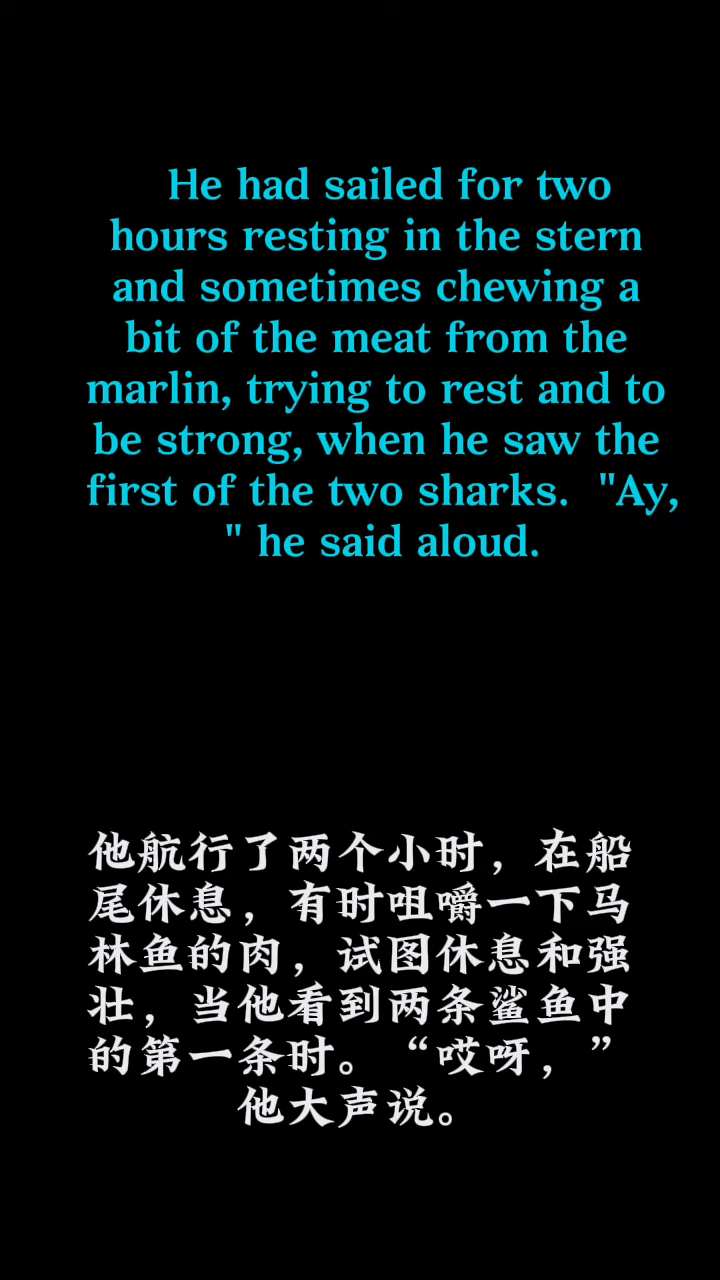 He had sailed for two
hours resting in the stern
and sometimes chewing a
bit of the meat from the
marlin, trying to rest and to
be strong, when he saw the
first of the two sharks.  "Ay,
" he said aloud.
他航行了两个小时，在船
尾休息，有时咀嚼一下马
林鱼的肉，试图休息和强
壮，当他看到两条鲨鱼中
的第一条时。“哎呀，”
他大声说。